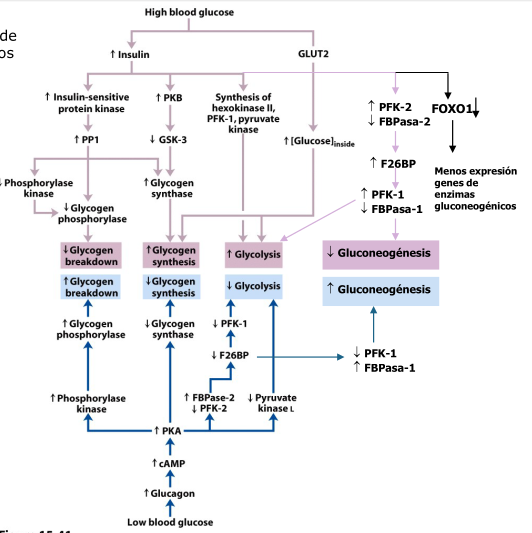 High blood glucose
de
os
↑ Insulin
GLUT2
↑ Insulin-sensitive
protein kinase
↑ PKB
Synthesis of
hexokinase II,
PFK-1, pyruvate
kinase
↑ PFK-2
↓ FBPasa-2
FOXO1↓
↑ PP1
↓ GSK-3
↑ [Glucose]inside
↑ F26BP
Menos expresión
genes de
enzimas
gluconeogénicos
↓ Phosphorylase
kinase
↑ Glycogen
synthase
↑ PFK-1
↓ FBPasa-1
↓ Glycogen
phosphorylase
↓ Glycogen
breakdown
↑ Glycogen
synthesis
↑ Glycolysis
↓ Gluconeogénesis
↑ Glycogen
breakdown
↓ Glycogen
synthesis
↓ Glycolysis
↑ Gluconeogénesis
↑ Glycogen
phosphorylase
↓ Glycogen
synthase
↓ PFK-1
↓ F26BP
↓ PFK-1
↑ FBPasa-1
↑ Phosphorylase
kinase
↑ FBPase-2
↓ PFK-2
↓ Pyruvate
kinase L
↑ PKA
↑ cAMP
↑ Glucagon
Low blood glucose